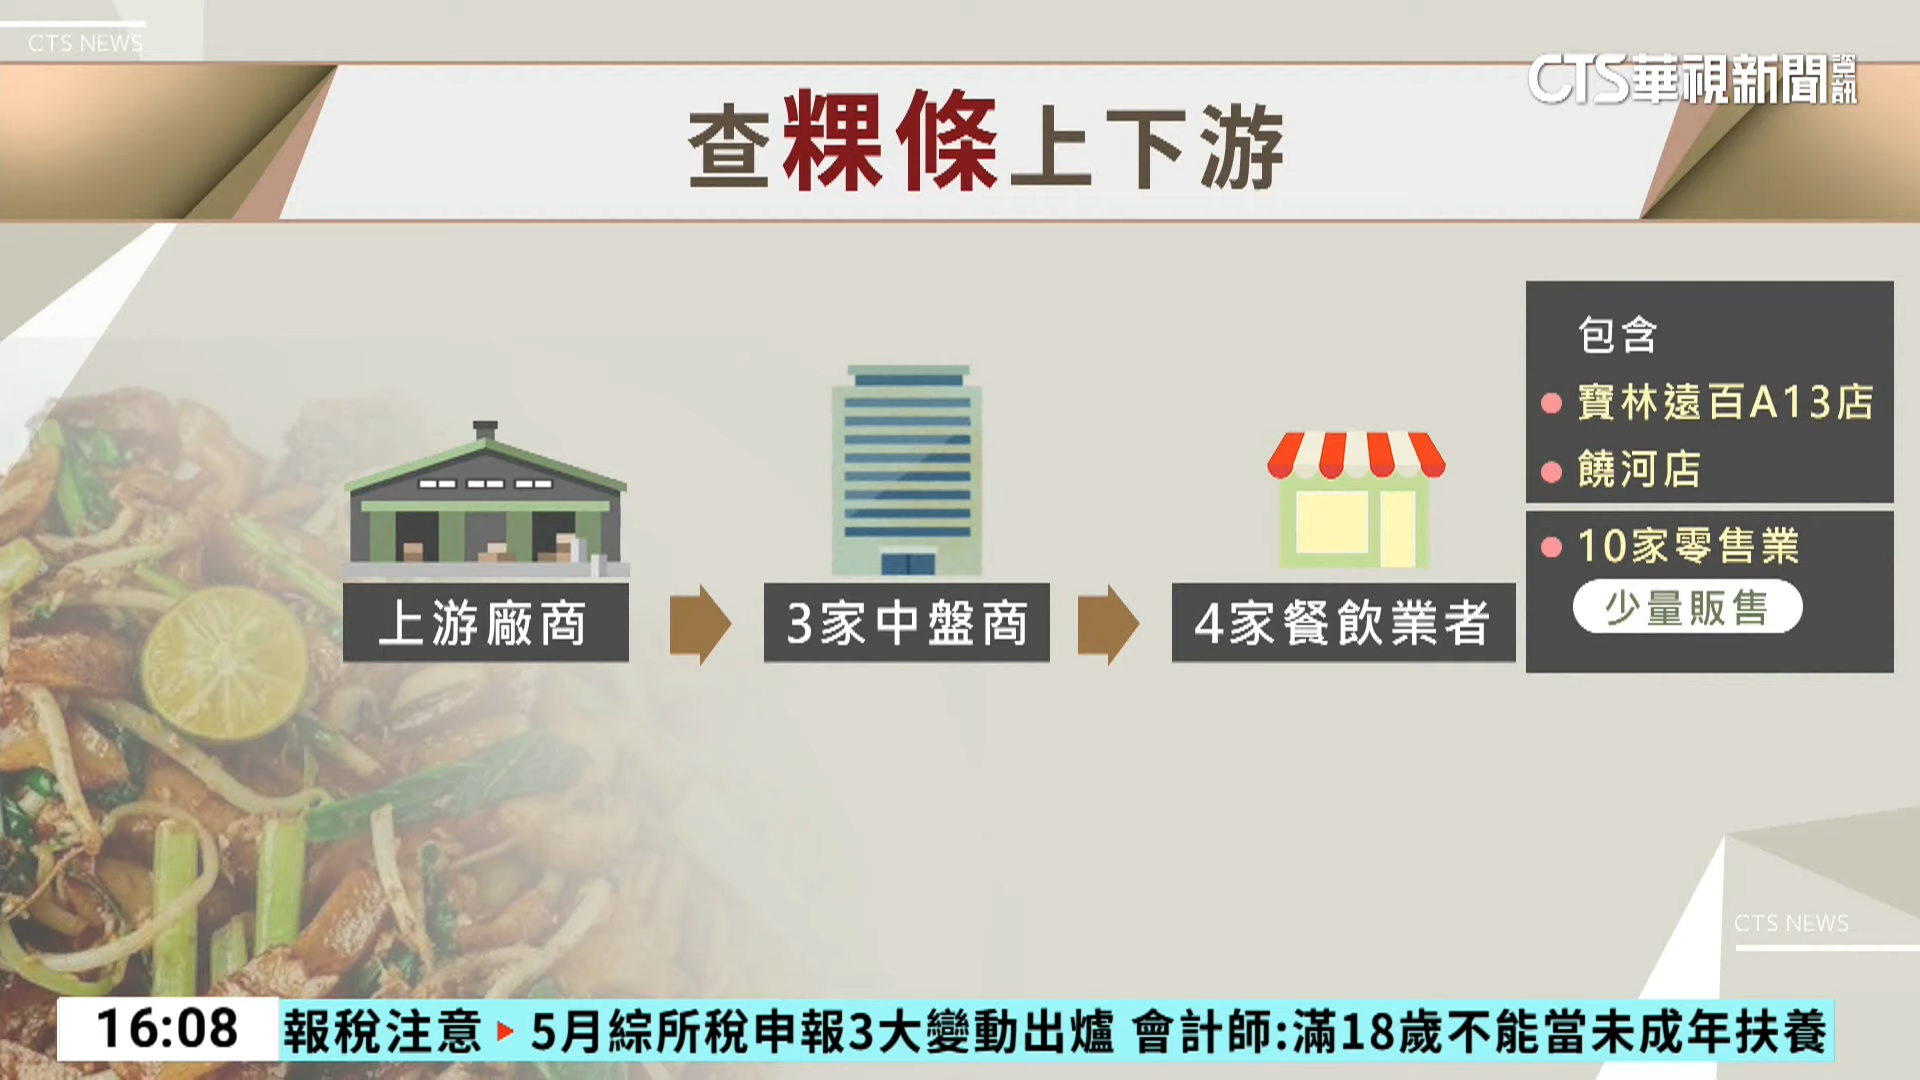 CTS NEWS
CTS華視新聞資訊
查粿條上下游
包含
寶林遠百A13店
饒河店
10家零售業
少量販售
上游廠商
3家中盤商
4家餐飲業者
CTS NEWS
16:08 報稅注意 5月綜所稅申報3大變動出爐 會計師:滿18歲不能當未成年扶養